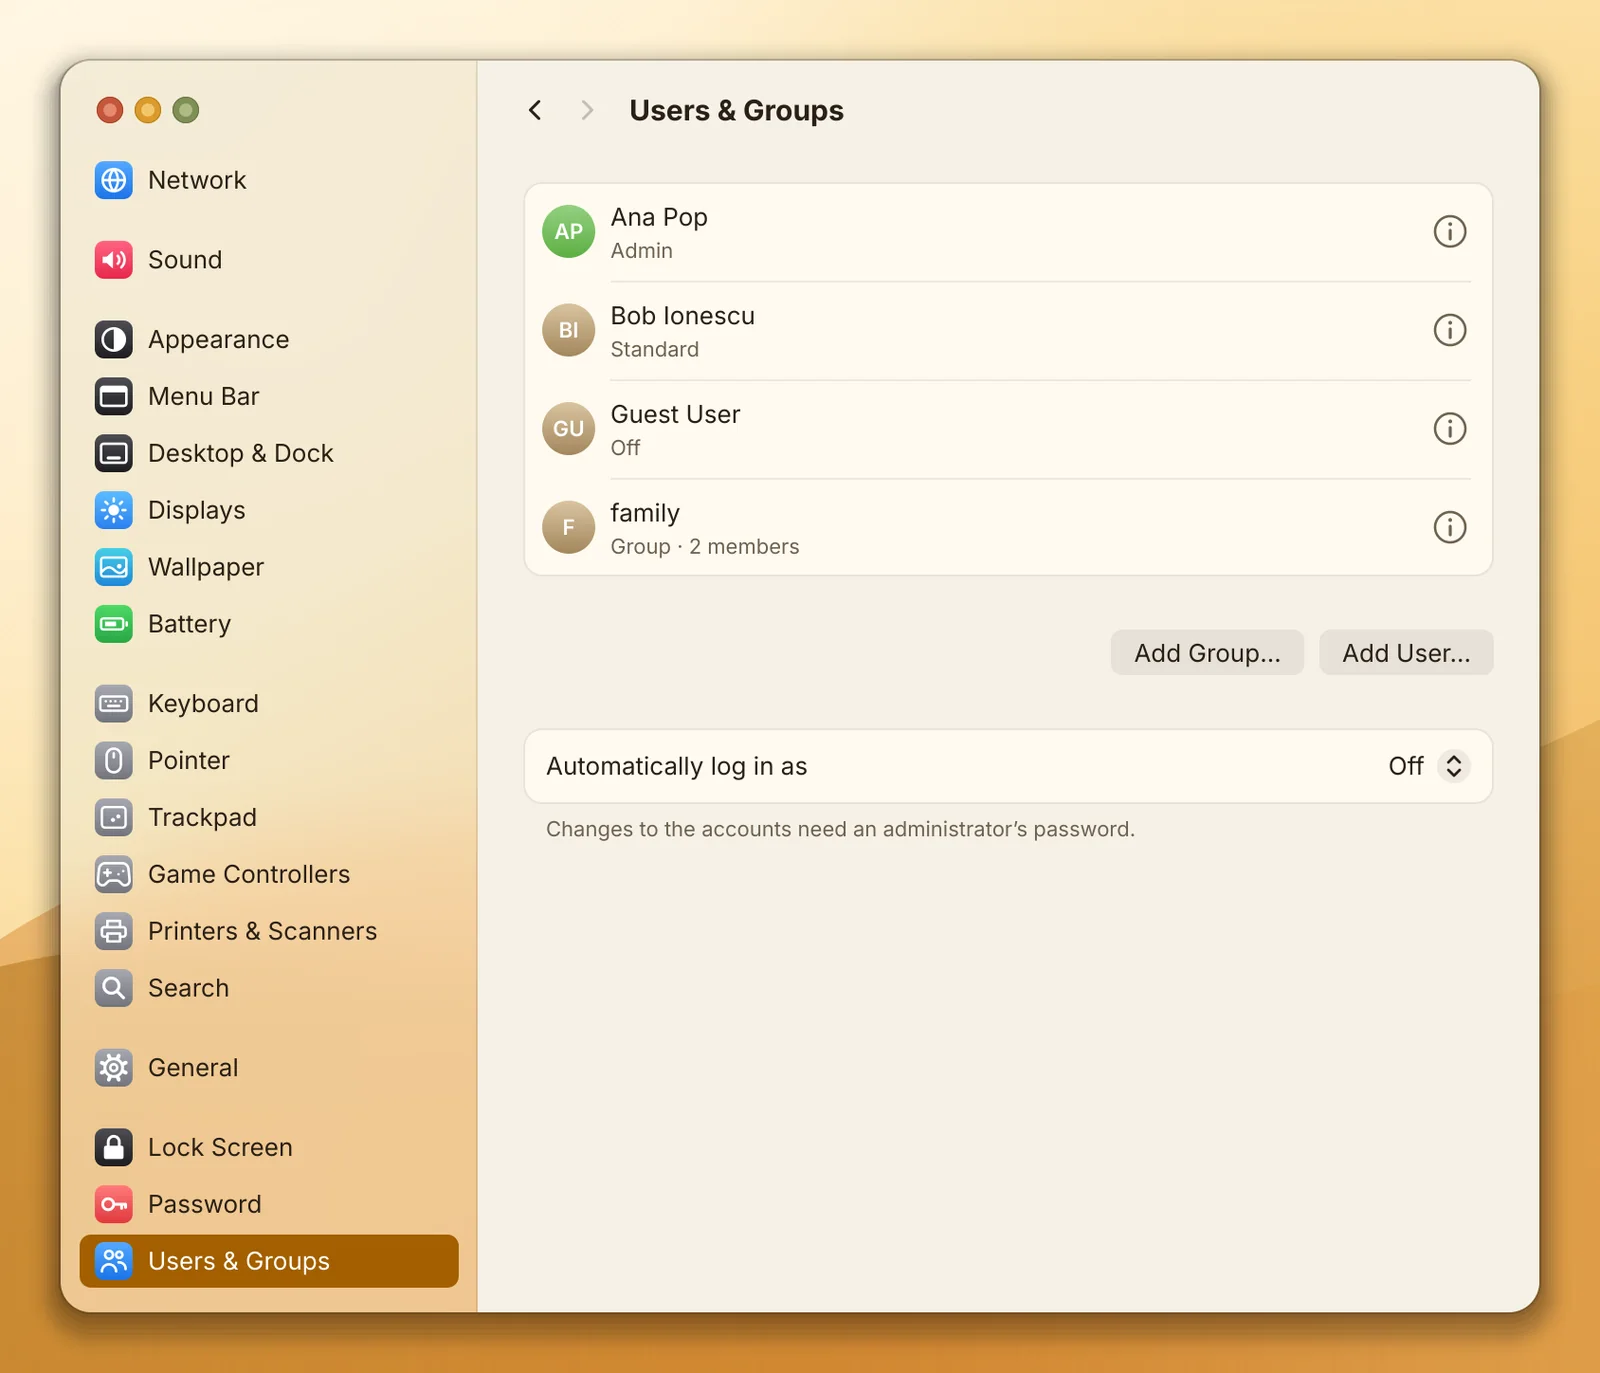 Network
Sound
Appearance
Menu Bar
Desktop & Dock
Displays
Wallpaper
Battery
Keyboard
Pointer
Trackpad
Game Controllers
Printers & Scanners
Search
General
Lock Screen
Password
Users & Groups
Users & Groups
AP
Ana Pop
Admin
BI
Bob Ionescu
Standard
GU
Guest User
Off
F
family
Group · 2 members
Add Group...
Add User...
Automatically log in as
Off
Changes to the accounts need an administrator’s password.